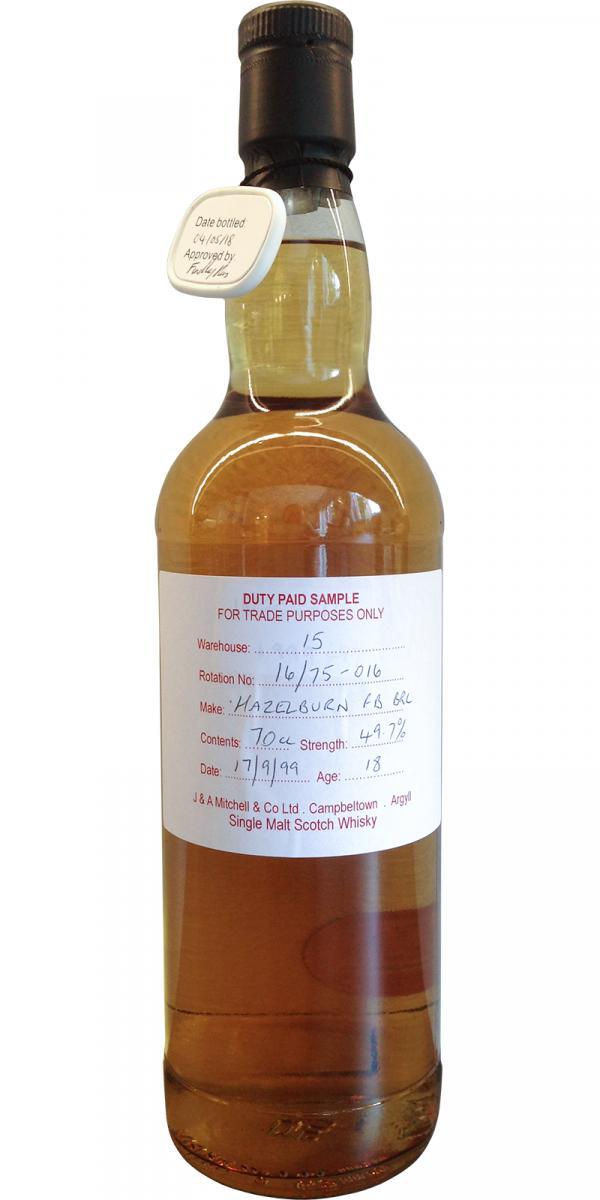 Date bottled:
04/05/18
Approved by:
DUTY PAID SAMPLE
FOR TRADE PURPOSES ONLY
Warehouse: 15
Rotation No: 16/75-016
Make: HAZELBURN FB BRL
Contents: 70cl Strength: 49.7%
Date: 17/9/99 Age: 18
J & A Mitchell & Co Ltd . Campbeltown . Argyll
Single Malt Scotch Whisky